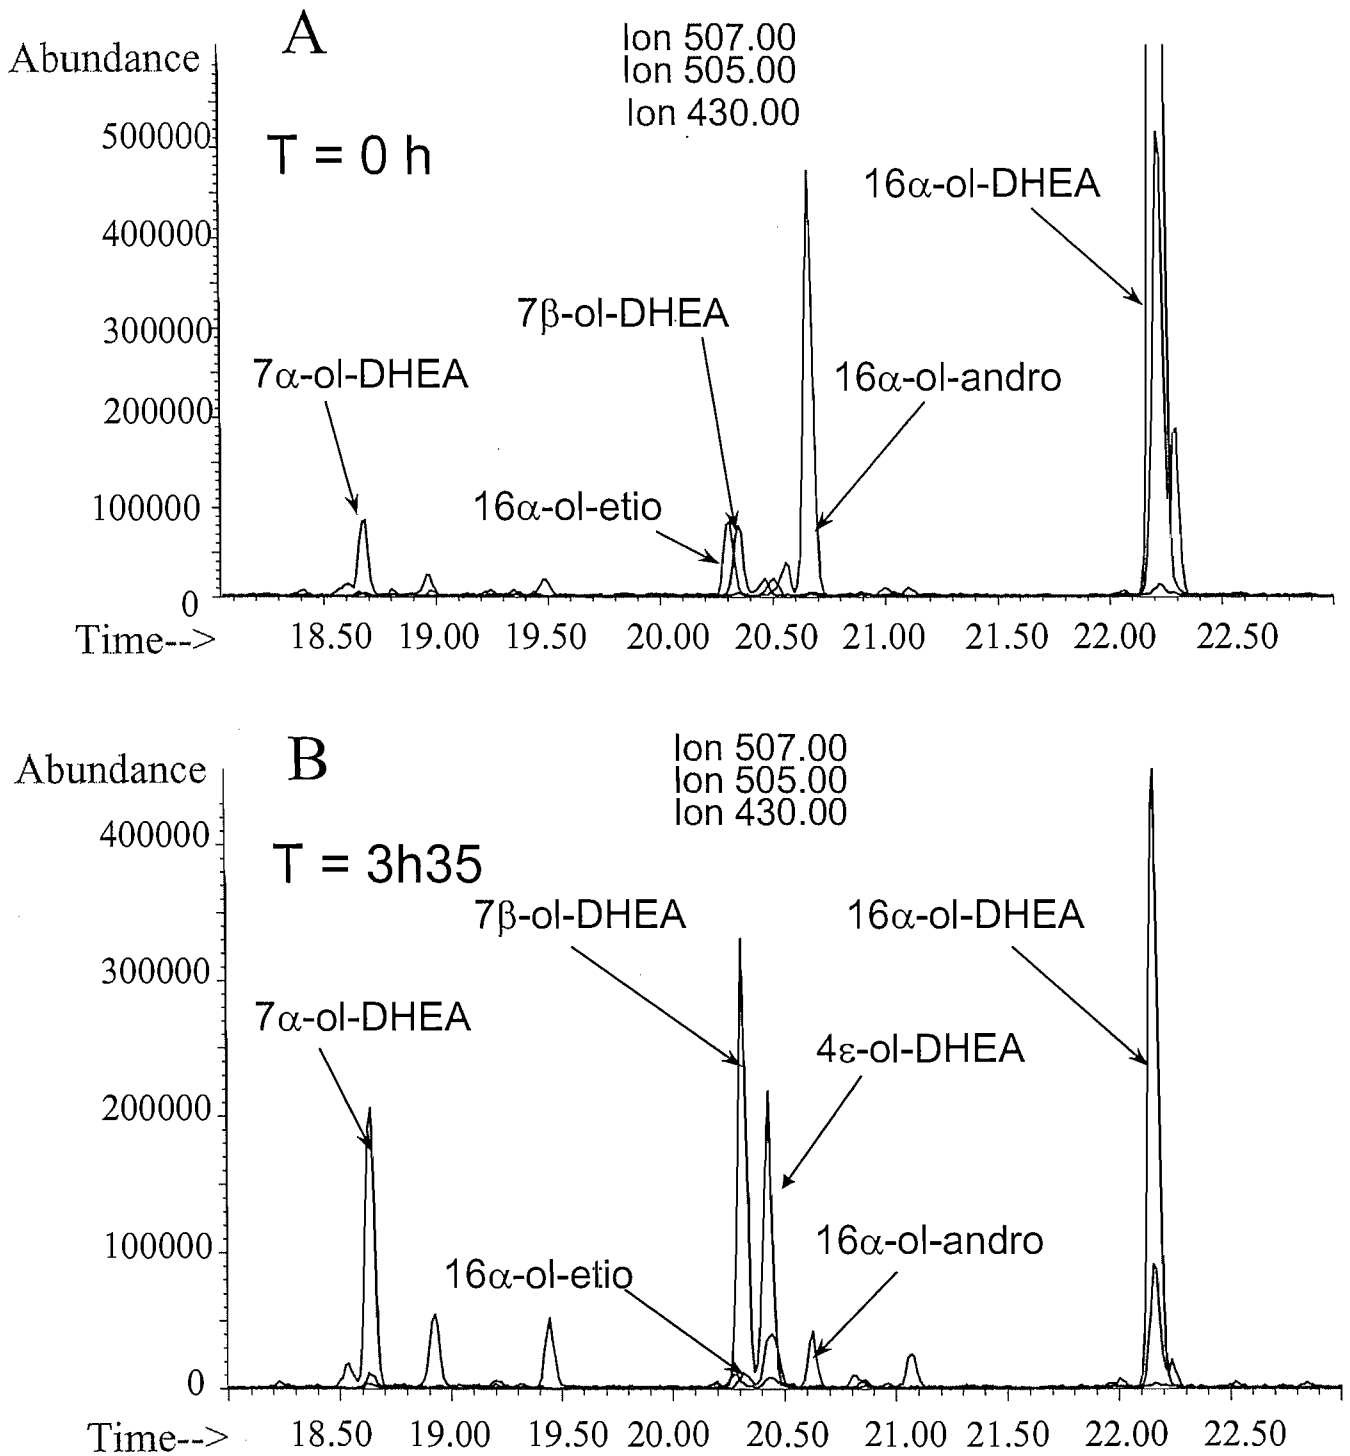 A
Ion 507.00
Ion 505.00
Ion 430.00
Abundance
T = 0 h
500000
400000
300000
200000
100000
0
16α-ol-DHEA
7β-ol-DHEA
7α-ol-DHEA
16α-ol-andro
16α-ol-etio
Time-->
18.50 19.00 19.50 20.00 20.50 21.00 21.50 22.00 22.50
B
Ion 507.00
Ion 505.00
Ion 430.00
Abundance
T = 3h35
400000
300000
200000
100000
0
7β-ol-DHEA
16α-ol-DHEA
7α-ol-DHEA
4ε-ol-DHEA
16α-ol-andro
16α-ol-etio
Time-->
18.50 19.00 19.50 20.00 20.50 21.00 21.50 22.00 22.50